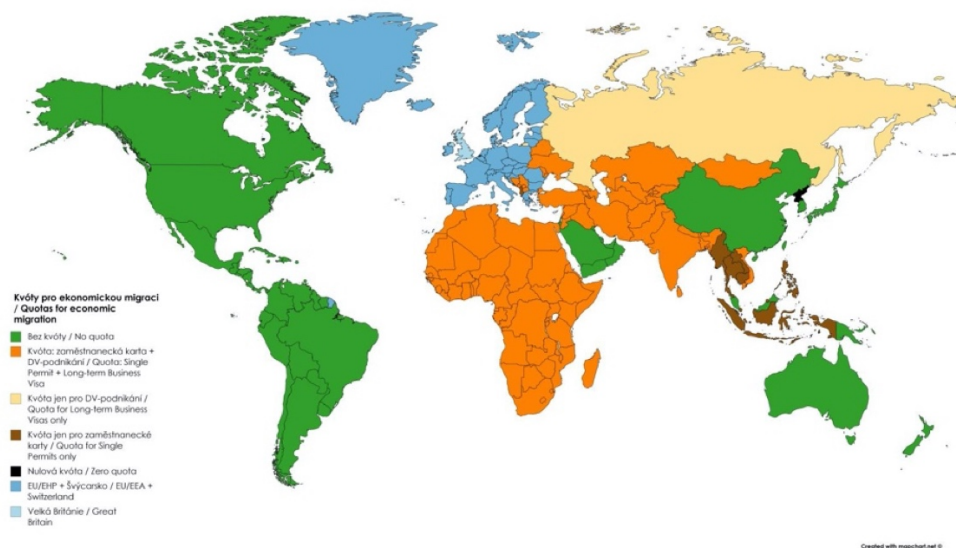 Kvóty pro ekonomickou migraci
/ Quotas for economic
migration
Bez kvóty / Na quota
Kvóta: zaměstnanecká karta +
DV-podnikání / Quota: Single
Permit + Long-term Business
Visa
Kvóta jen pro DV-podnikání /
Quota for Long-term Business
Visas only
Kvóta jen pro zaměstnanecké
karty / Quota for Single
Permits only
Nulová kvóta / Zero quota
EU/EHP + Švýcarsko / EU/EEA +
Switzerland
Velká Británie / Great
Britain
Created with mapchart.net ©